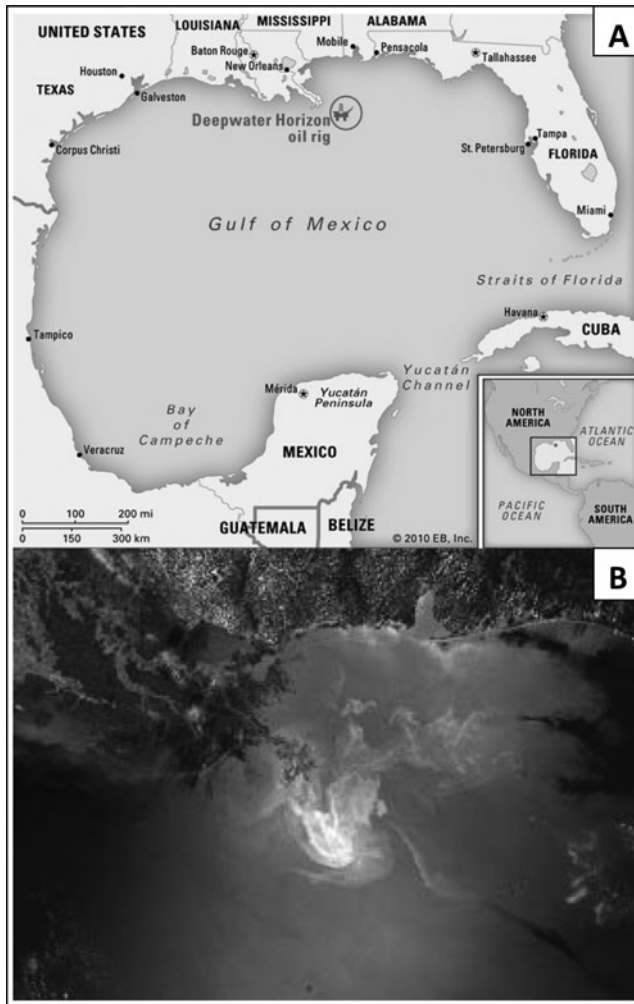 A
UNITED STATES
LOUISIANA
MISSISSIPPI
ALABAMA
Baton Rouge
Mobile
Pensacola
Tallahassee
Houston
New Orleans
TEXAS
Galveston
Deepwater Horizon
oil rig
Corpus Christi
Tampa
St. Petersburg
FLORIDA
Miami
Gulf of Mexico
Straits of Florida
Havana
CUBA
Tampico
Yucatán
Channel
Mérida
Yucatán
Peninsula
Bay
of
Campeche
NORTH
AMERICA
ATLANTIC
OCEAN
Veracruz
MEXICO
PACIFIC
OCEAN
SOUTH
AMERICA
0 100 200 mi
0 150 300 km
GUATEMALA
BELIZE
© 2010 EB, Inc.
B